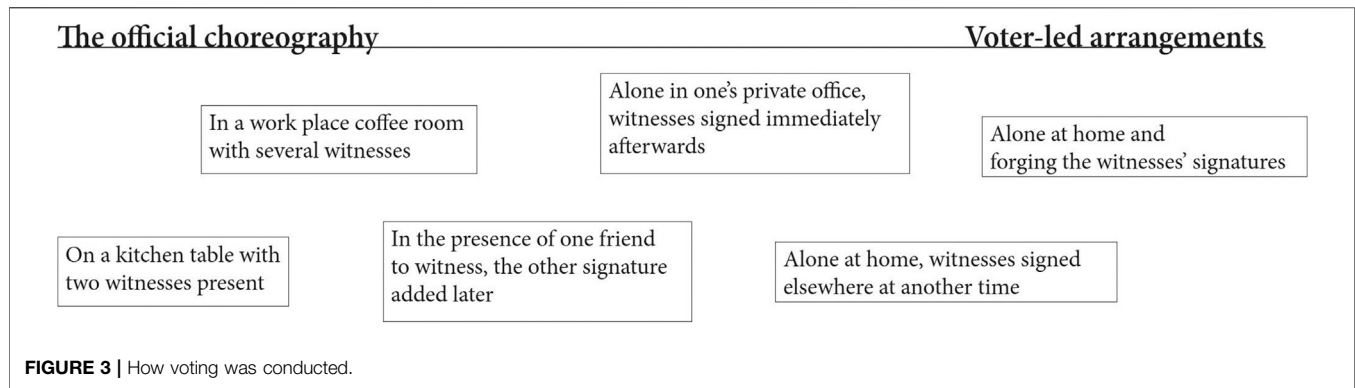 The official choreography
Voter-led arrangements
In a work place coffee room
with several witnesses
Alone in one's private office,
witnesses signed immediately
afterwards
Alone at home and
forging the witnesses' signatures
On a kitchen table with
two witnesses present
In the presence of one friend
to witness, the other signature
added later
Alone at home, witnesses signed
elsewhere at another time
FIGURE 3 | How voting was conducted.